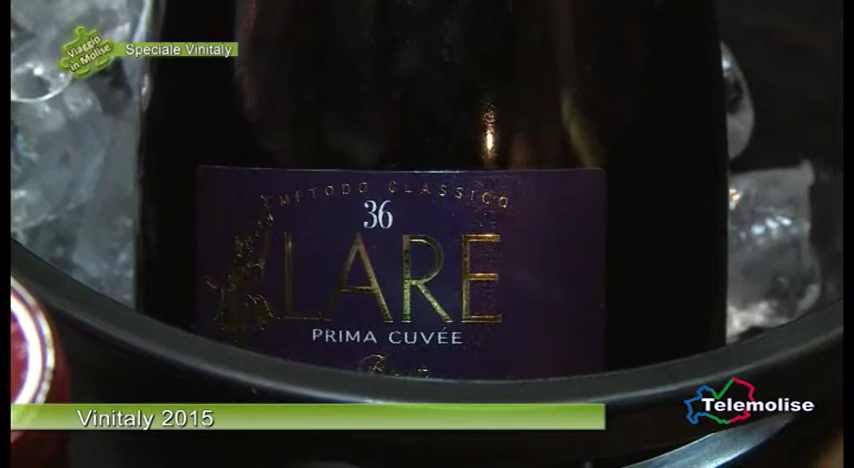 Viaggio
in Molise
Speciale Vinitaly
METODO CLASSICO
36
LARE
PRIMA CUVÉE
Vinitaly 2015
Telemolise